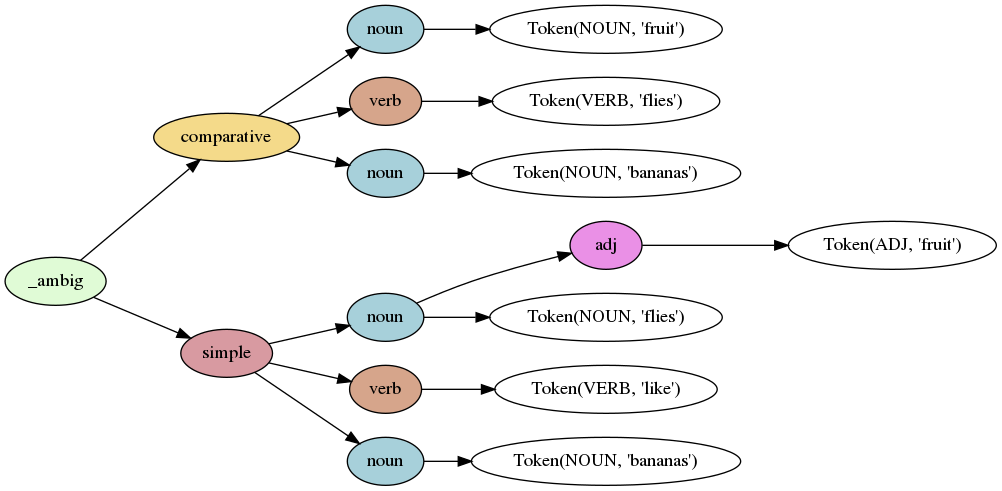 noun
Token(NOUN, 'fruit')
verb
Token(VERB, 'flies')
comparative
noun
Token(NOUN, 'bananas')
adj
Token(ADJ, 'fruit')
_ambig
noun
Token(NOUN, 'flies')
simple
verb
Token(VERB, 'like')
noun
Token(NOUN, 'bananas')